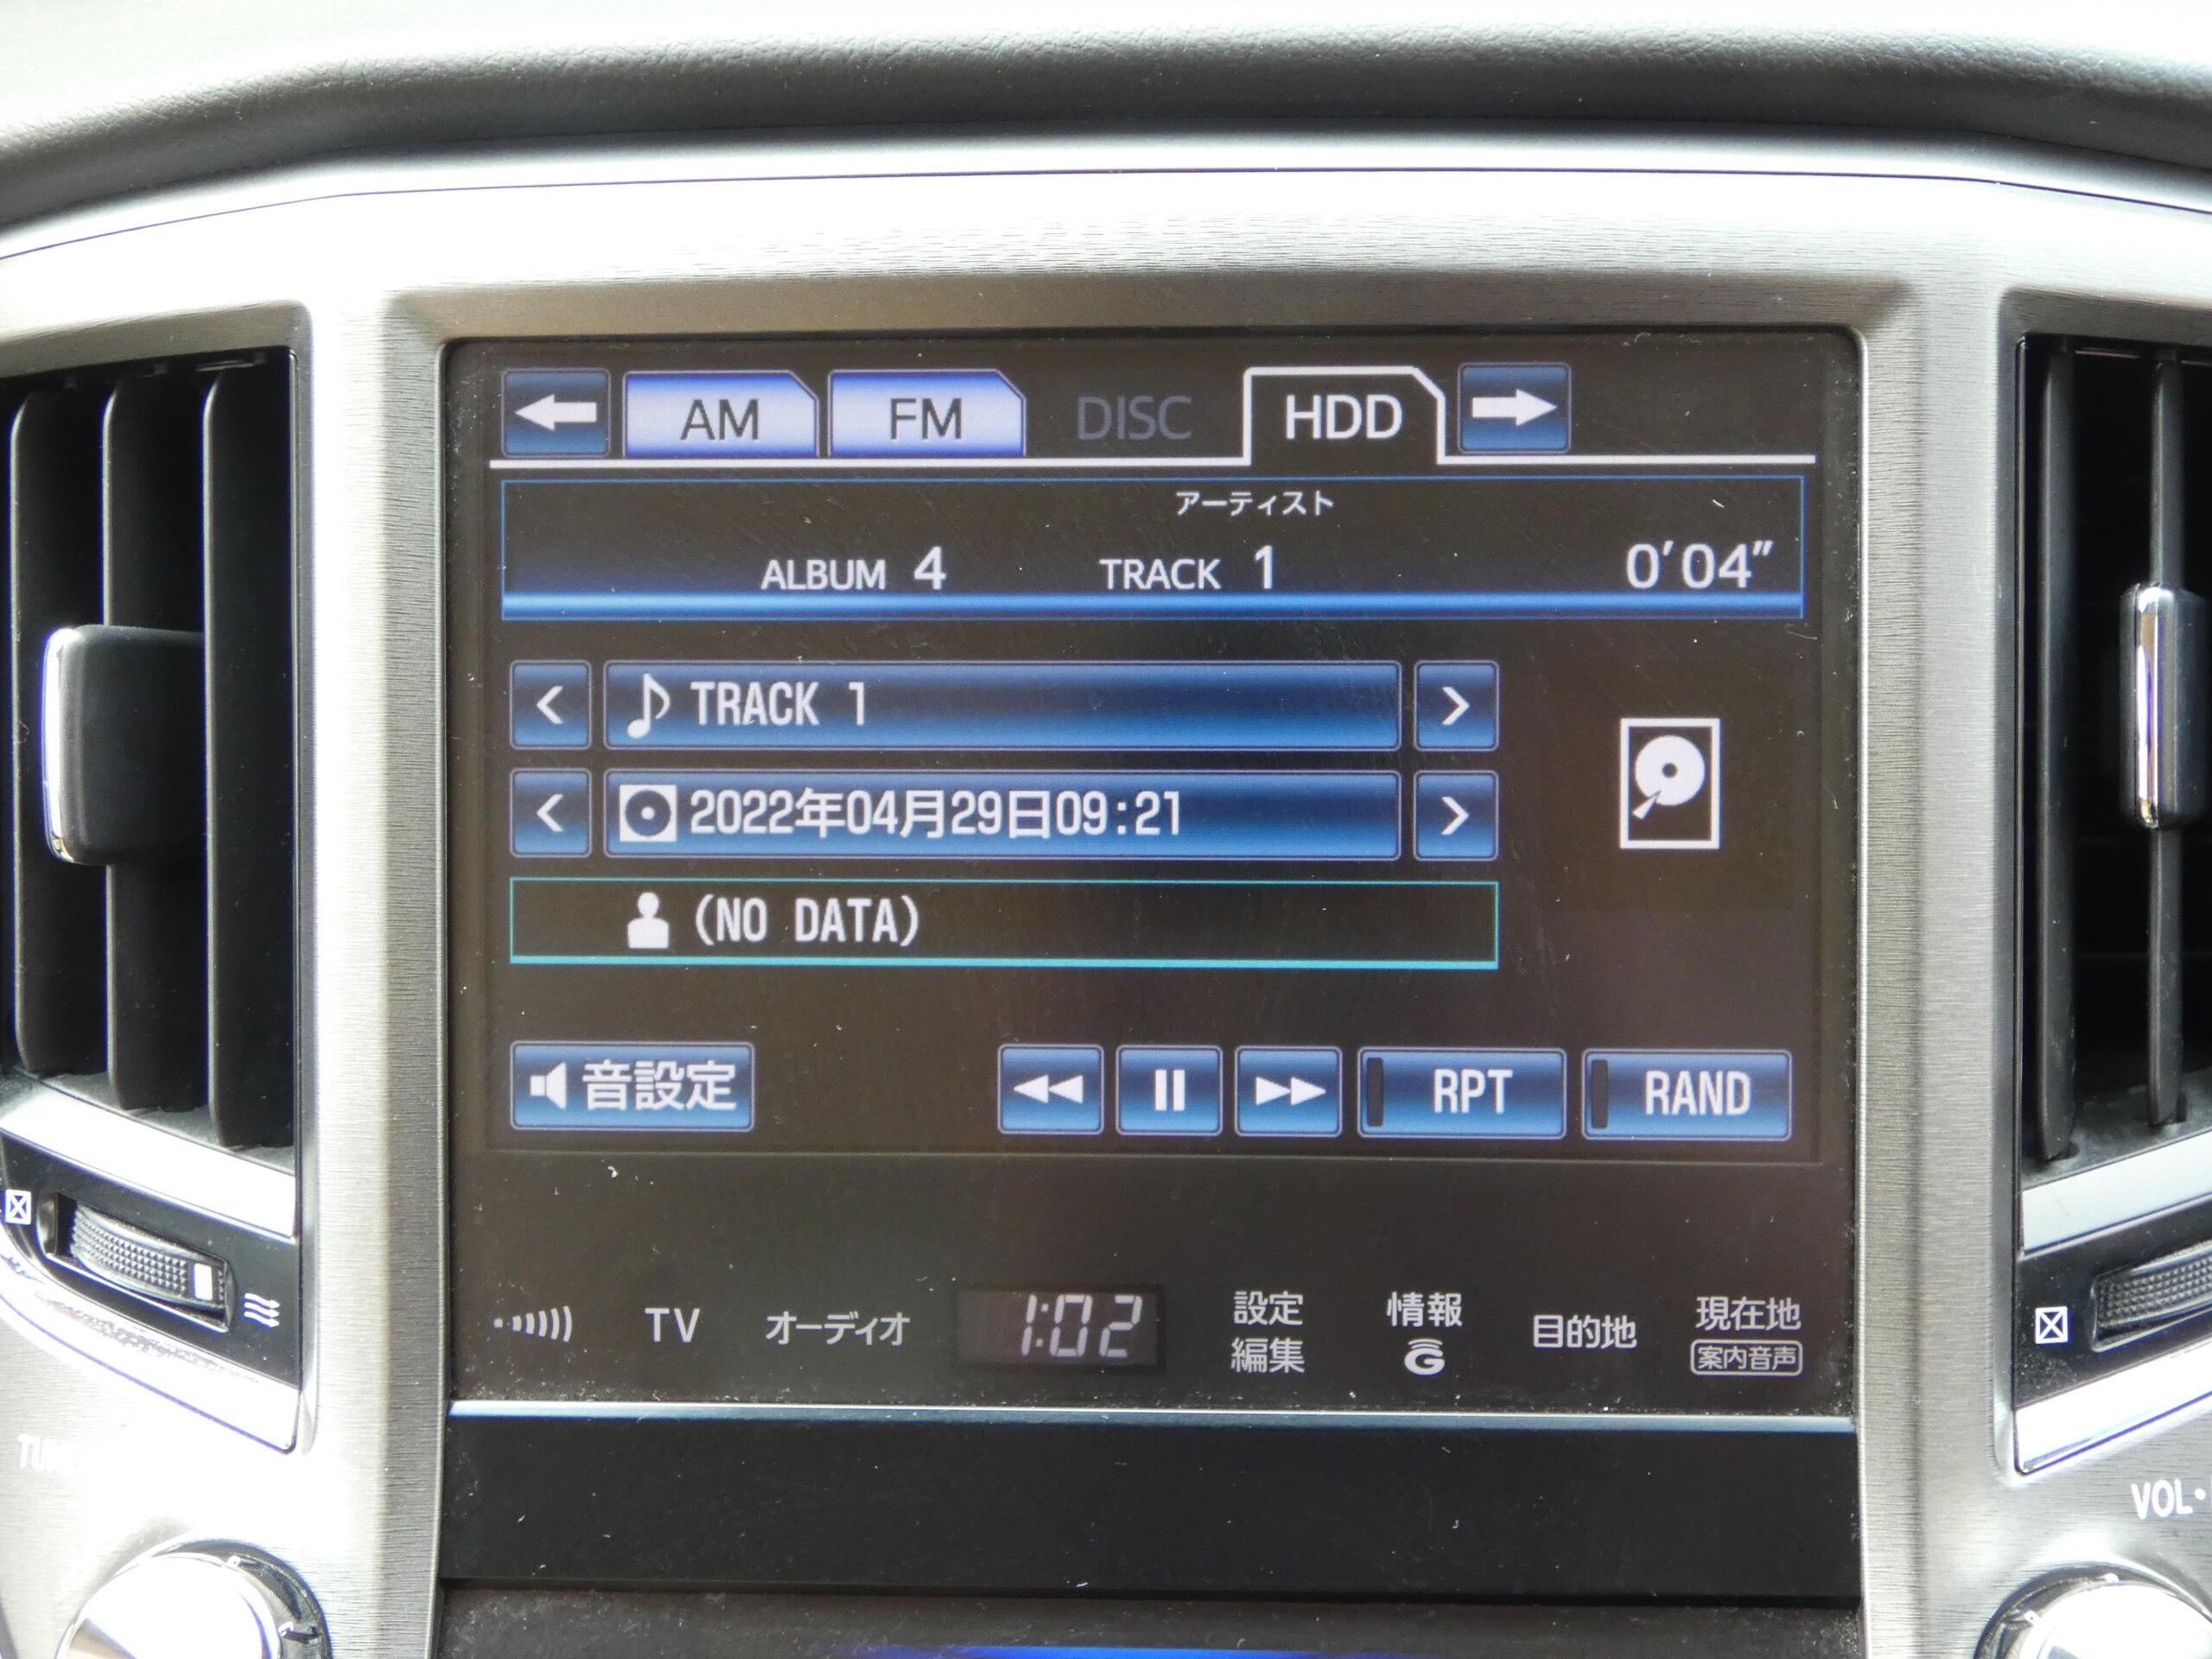 AM FM DISC HDD
アーティスト
ALBUM 4 TRACK 1 0'04"
TRACK 1
2022年04月29日09:21
(NO DATA)
音設定 RPT RAND
TV オーディオ 1:02 設定 情報 目的地 現在地
編集 G 案内音声
VOL・